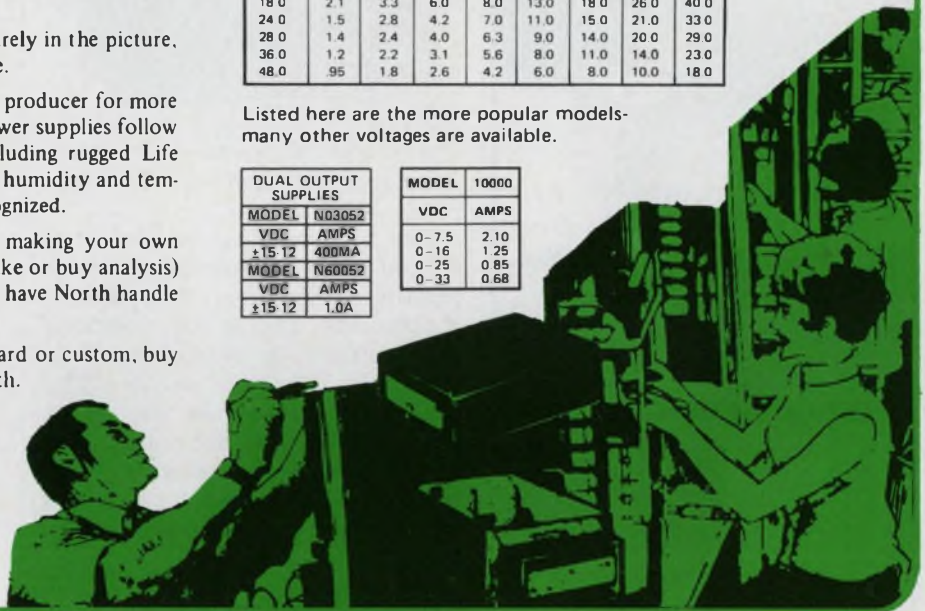 rely in the picture,
e.
producer for more
wer supplies follow
cluding rugged Life
humidity and tem-
gnized.
making your own
ke or buy analysis)
have North handle
ard or custom, buy
th.
18 0 2.1 3.3 6.0 8.0 13.0 18 0 26 0 40 0
24 0 1.5 2.8 4.2 7.0 11.0 15 0 21.0 33 0
28 0 1.4 2.4 4.0 6.3 9.0 14.0 20 0 29 0
36 0 1.2 2.2 3.1 5.6 8.0 11.0 14.0 23 0
48 0 .95 1.8 2.6 4.2 6.0 8.0 10.0 18 0
Listed here are the more popular models-
many other voltages are available.
DUAL OUTPUT
SUPPLIES
MODEL N03052
VDC AMPS
±15-12 400MA
MODEL N60052
VDC AMPS
±15-12 1.0A
MODEL 10000
VDC AMPS
0-7.5 2.10
0-16 1.25
0-25 0.85
0-33 0.68